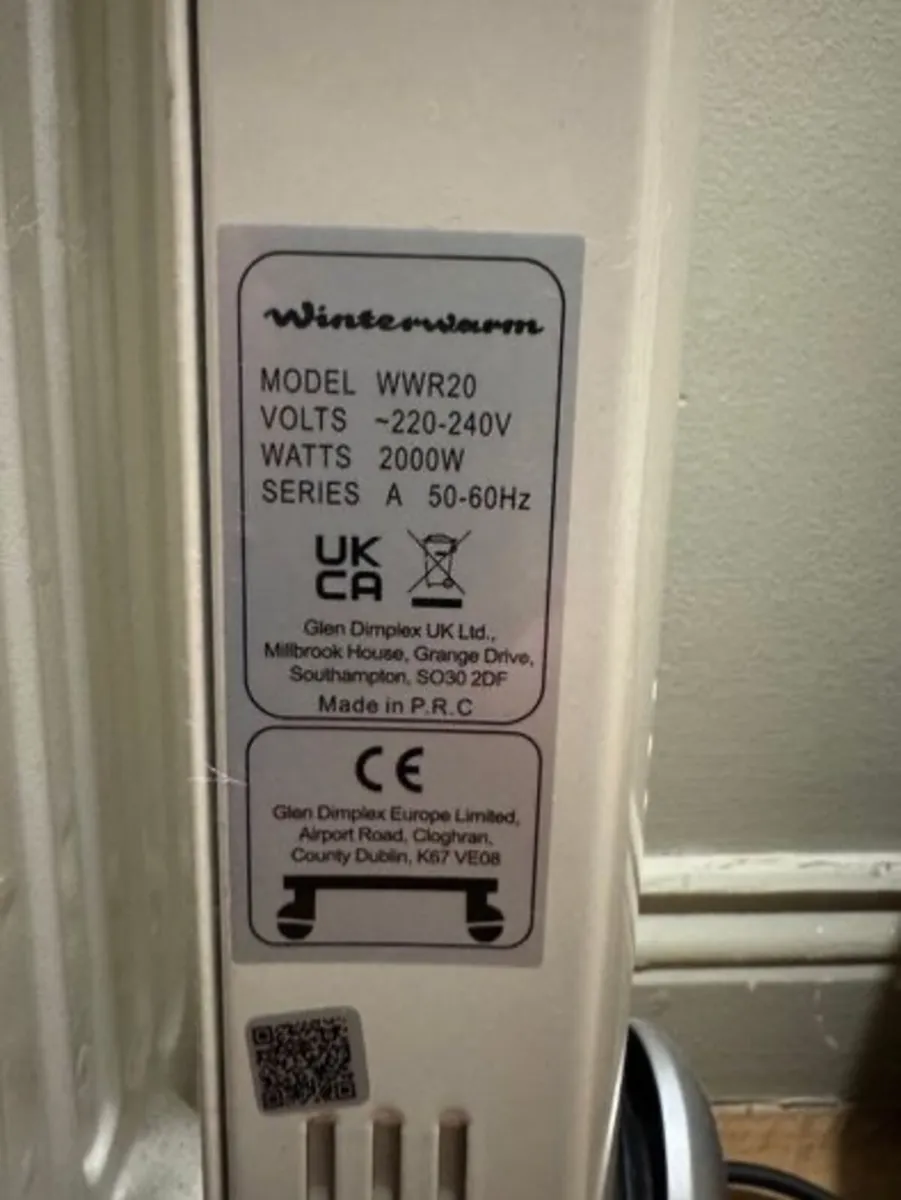 Winterwarm
MODEL WWR20
VOLTS ~220-240V
WATTS 2000W
SERIES A 50-60Hz
UK
CA
Glen Dimplex UK Ltd.,
Millbrook House, Grange Drive,
Southampton, SO30 2DF
Made in P.R.C
CE
Glen Dimplex Europe Limited,
Airport Road, Cloghran,
County Dublin, K67 VE08